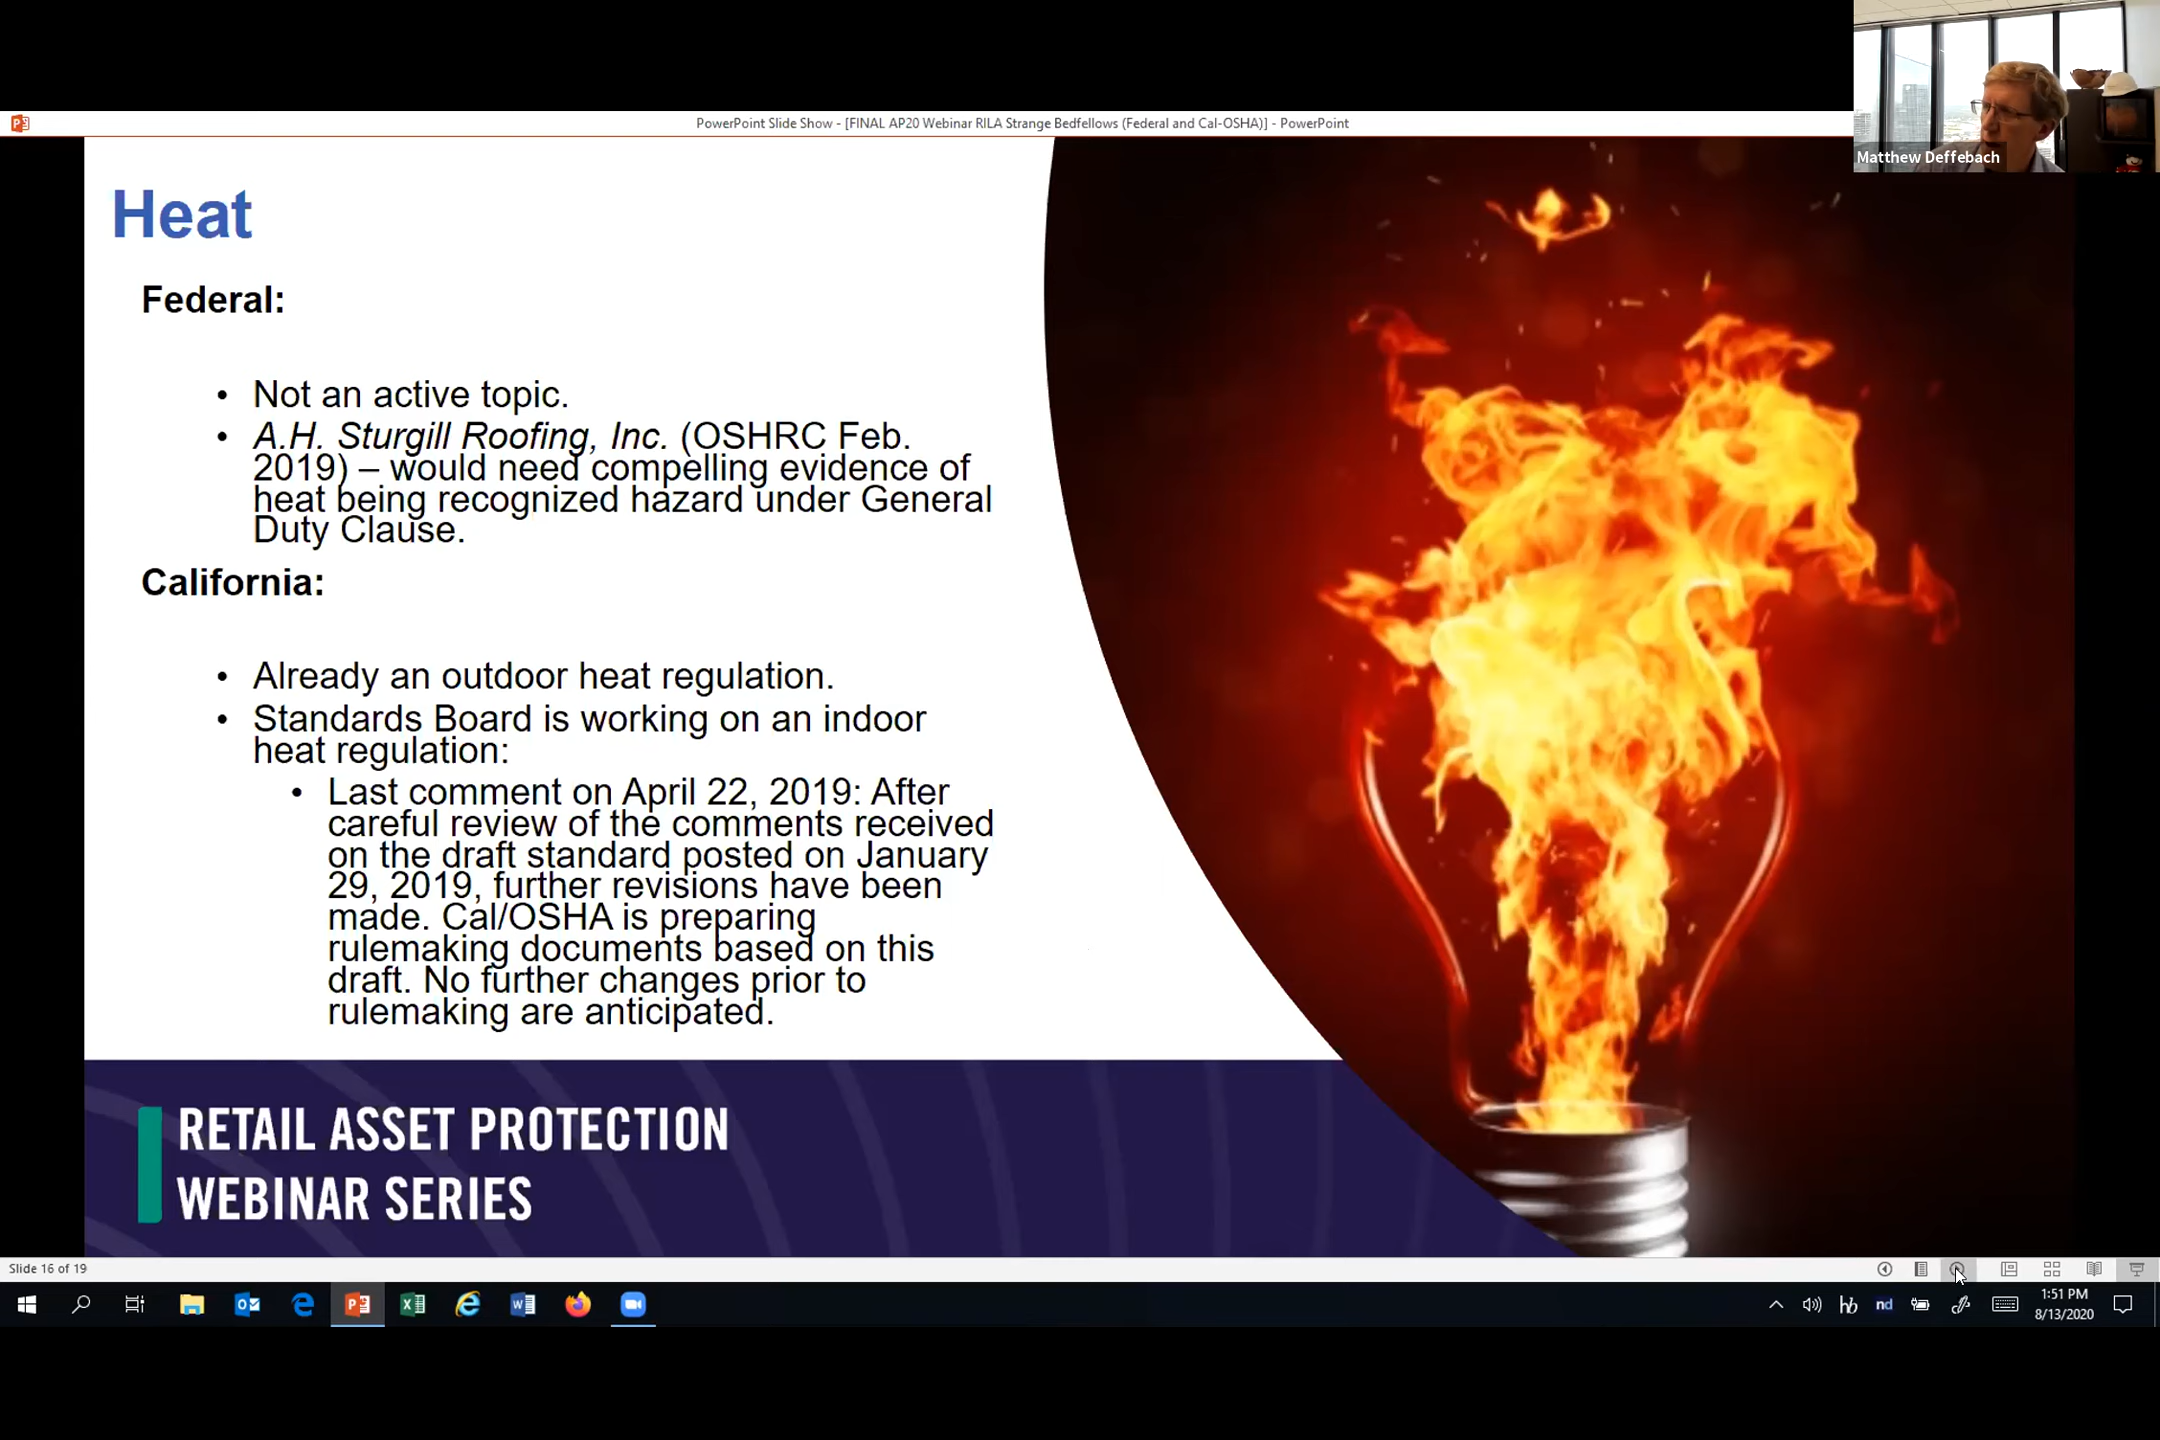 PowerPoint Slide Show - [FINAL AP20 Webinar RILA Strange Bedfellows (Federal and Cal-OSHA)] - PowerPoint
Matthew Deffebach
Heat
Federal:
• Not an active topic.
• A.H. Sturgill Roofing, Inc. (OSHRC Feb.
2019) – would need compelling evidence of
heat being recognized hazard under General
Duty Clause.
California:
• Already an outdoor heat regulation.
• Standards Board is working on an indoor
heat regulation:
• Last comment on April 22, 2019: After
careful review of the comments received
on the draft standard posted on January
29, 2019, further revisions have been
made. Cal/OSHA is preparing
rulemaking documents based on this
draft. No further changes prior to
rulemaking are anticipated.
RETAIL ASSET PROTECTION
WEBINAR SERIES
Slide 16 of 19
hb
nd
1:51 PM
8/13/2020